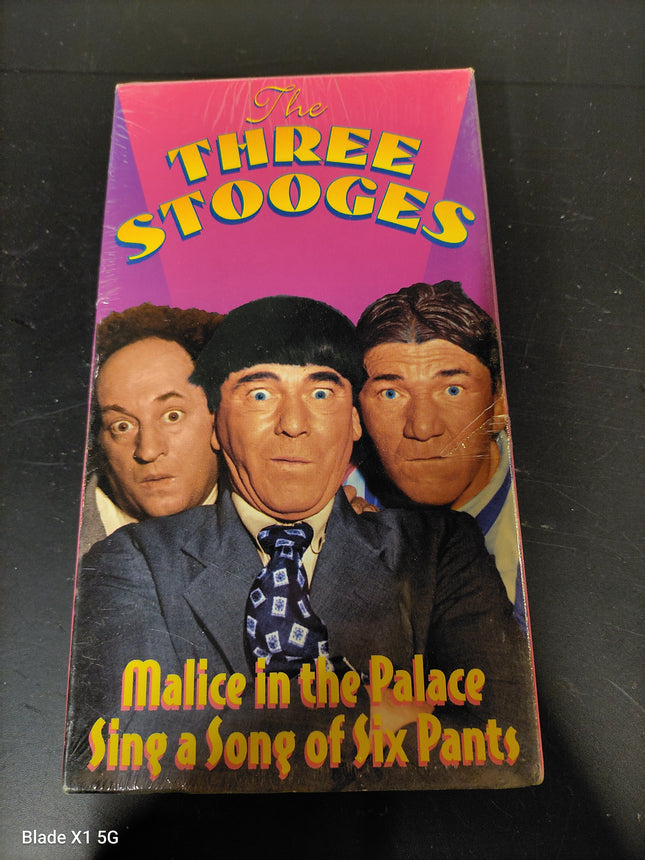 The
THREE
STOOGES
Malice in the Palace
Sing a Song of Six Pants
Blade X1 5G